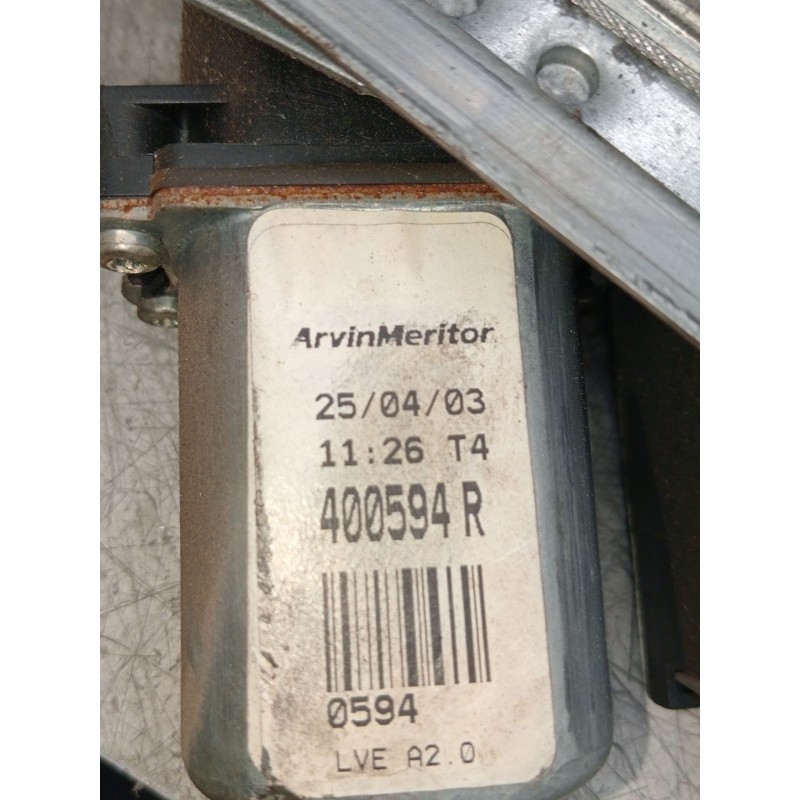 ArvinMeritor
25/04/03
11:26 T4
400594 R
0594
LVE A2.0